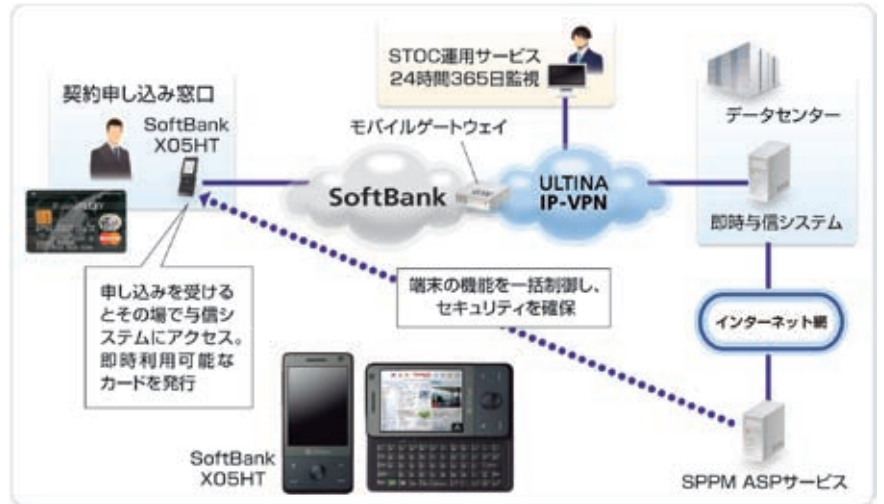 STOC運用サービス
24時間365日監視
契約申し込み窓口
SoftBank
X05HT
モバイルゲートウェイ
データセンター
SoftBank
ULTINA
IP-VPN
即時与信システム
申し込みを受ける
とその場で与信シ
ステムにアクセス。
即時利用可能な
カードを発行
端末の機能を一括制御し、
セキュリティを確保
インターネット網
SoftBank
X05HT
SPPM ASPサービス